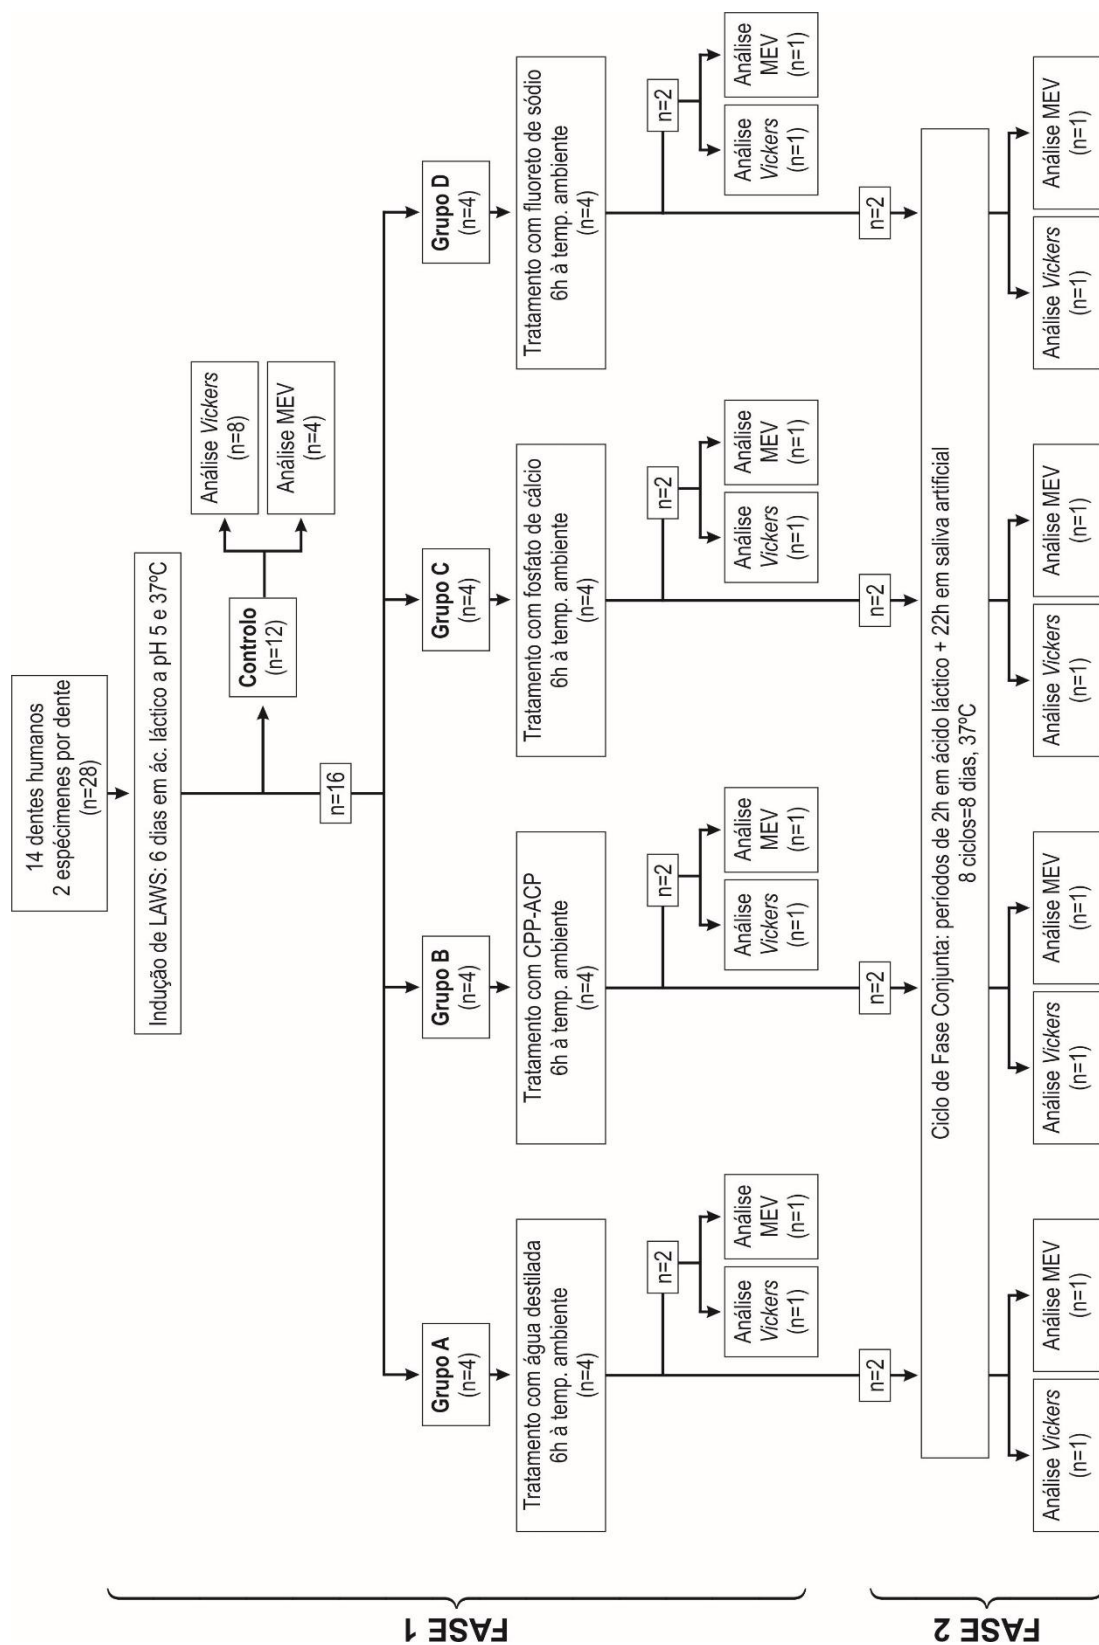 14 dentes humanos
2 espécimenes por dente
(n=28)
Indução de LAWS: 6 dias em ác. láctico a pH 5 e 37ºC
Controlo
(n=12)
Análise Vickers
(n=8)
Análise MEV
(n=4)
n=16
Grupo A
(n=4)
Grupo B
(n=4)
Grupo C
(n=4)
Grupo D
(n=4)
Tratamento com água destilada
6h à temp. ambiente
(n=4)
Tratamento com CPP-ACP
6h à temp. ambiente
(n=4)
Tratamento com fosfato de cálcio
6h à temp. ambiente
(n=4)
Tratamento com fluoreto de sódio
6h à temp. ambiente
(n=4)
n=2
n=2
n=2
n=2
Análise
Vickers
(n=1)
Análise
MEV
(n=1)
Análise
Vickers
(n=1)
Análise
MEV
(n=1)
Análise
Vickers
(n=1)
Análise
MEV
(n=1)
Análise
Vickers
(n=1)
Análise
MEV
(n=1)
n=2
n=2
n=2
n=2
Ciclo de Fase Conjunta: períodos de 2h em ácido láctico + 22h em saliva artificial
8 ciclos=8 dias, 37ºC
Análise Vickers
(n=1)
Análise MEV
(n=1)
Análise Vickers
(n=1)
Análise MEV
(n=1)
Análise Vickers
(n=1)
Análise MEV
(n=1)
Análise Vickers
(n=1)
Análise MEV
(n=1)
FASE 1
FASE 2